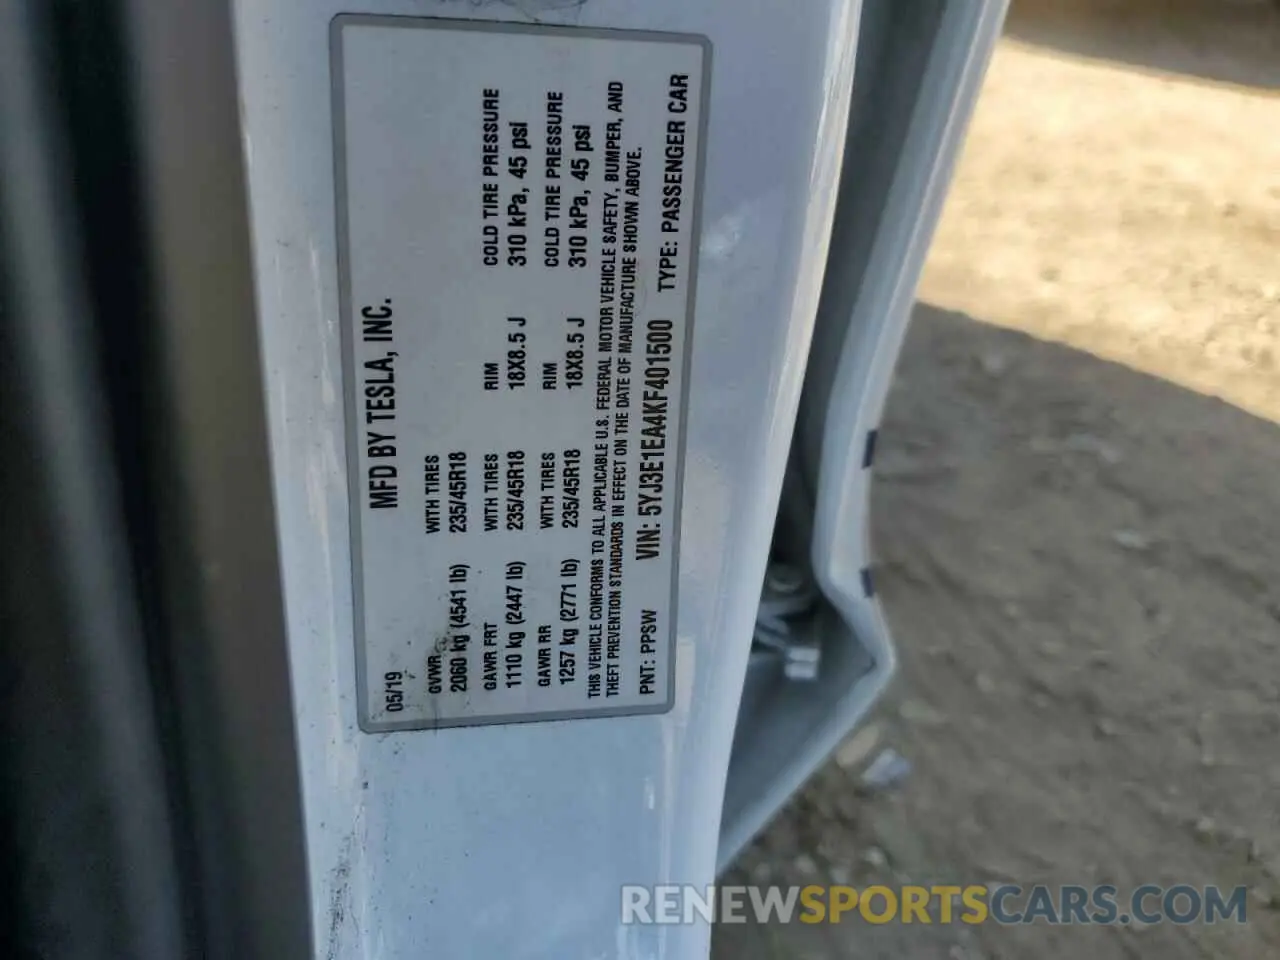 MFD BY TESLA, INC.
05/19
GVWR
2060 kg (4541 lb)
WITH TIRES
235/45R18
GAWR FRT
1110 kg (2447 lb)
WITH TIRES
235/45R18
RIM
18X8.5 J
COLD TIRE PRESSURE
310 kPa, 45 psi
GAWR RR
1257 kg (2771 lb)
WITH TIRES
235/45R18
RIM
18X8.5 J
COLD TIRE PRESSURE
310 kPa, 45 psi
THIS VEHICLE CONFORMS TO ALL APPLICABLE U.S. FEDERAL MOTOR VEHICLE SAFETY, BUMPER, AND
THEFT PREVENTION STANDARDS IN EFFECT ON THE DATE OF MANUFACTURE SHOWN ABOVE.
PNT: PPSW VIN: 5YJ3E1EA4KF401500 TYPE: PASSENGER CAR
RENEWSPORTSCARS.COM